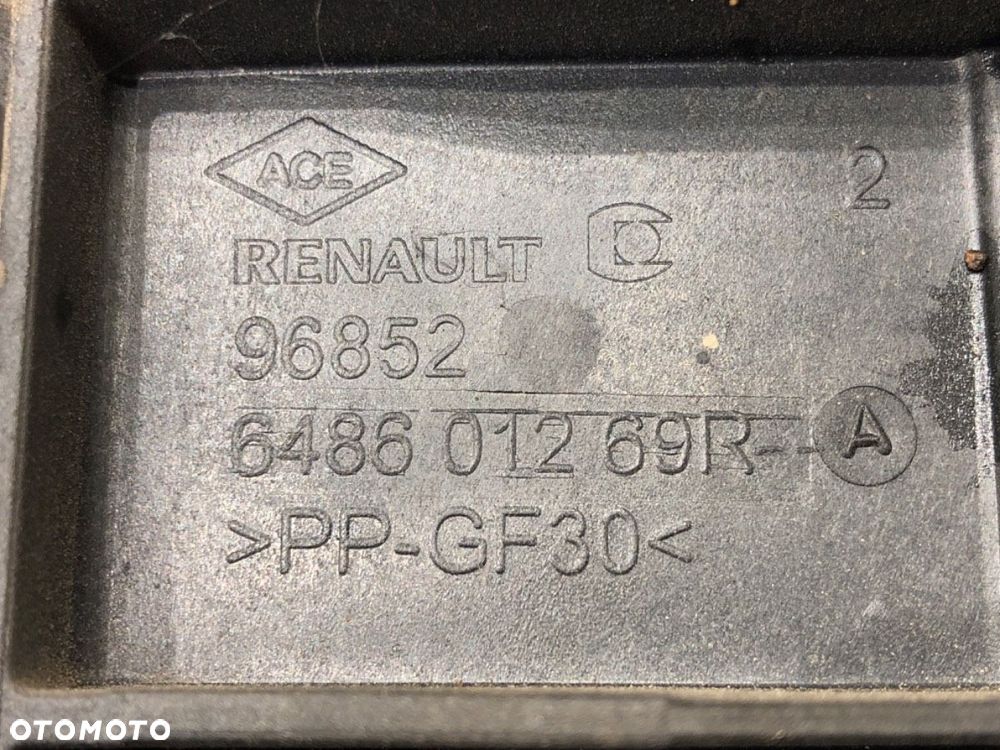 ACE
2
RENAULT
96852
6486 012 69R--A
>PP-GF30<
OTOMOTO